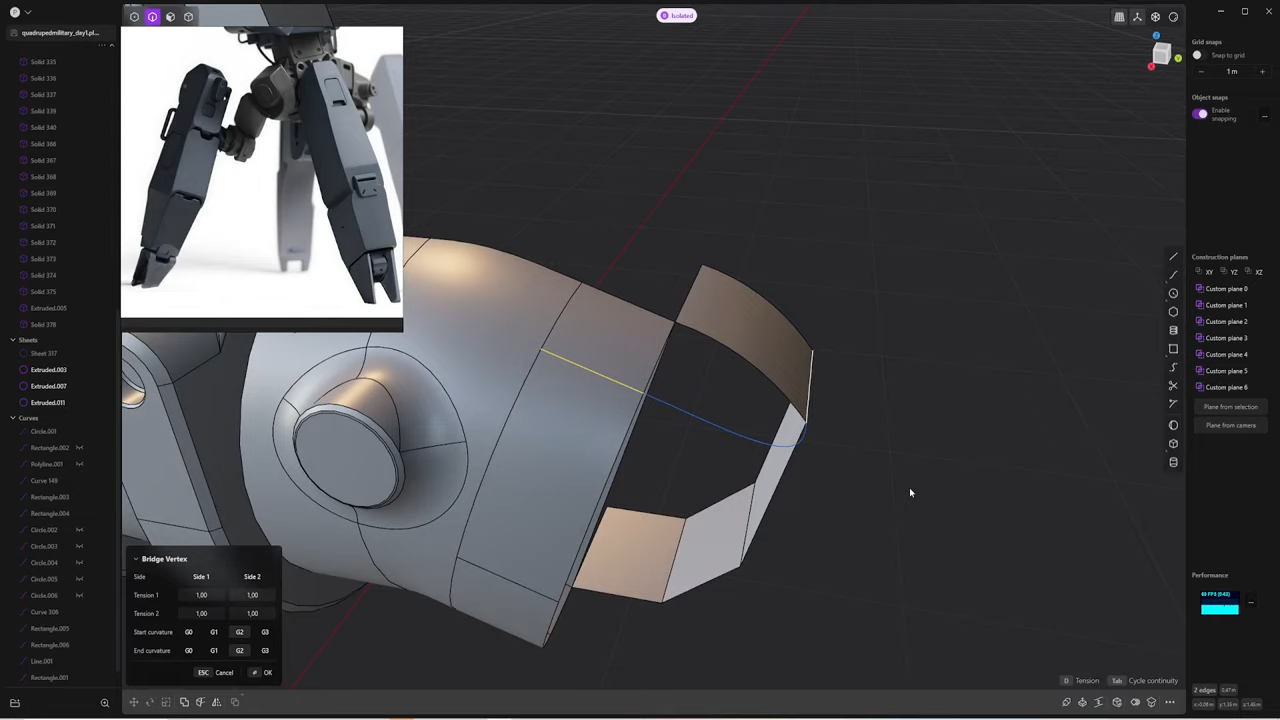 quadrupedmilitary_day1.pl...
Isolated
Grid snaps
Snap to grid
1 m
Object snaps
Enable
snapping
Solid 335
Solid 336
Solid 337
Solid 339
Solid 340
Solid 366
Solid 367
Solid 368
Solid 369
Solid 370
Solid 371
Solid 372
Solid 373
Solid 374
Solid 375
Extruded.005
Solid 378
Sheets
Sheet 317
Extruded.003
Extruded.007
Extruded.011
Curves
Circle.001
Rectangle.002
Polyline.001
Curve 149
Rectangle.003
Rectangle.004
Circle.002
Circle.003
Circle.004
Circle.005
Circle.006
Curve 306
Rectangle.005
Rectangle.006
Line.001
Rectangle.001
Construction planes
XY YZ XZ
Custom plane 0
Custom plane 1
Custom plane 2
Custom plane 3
Custom plane 4
Custom plane 5
Custom plane 6
Plane from selection
Plane from camera
Performance
Bridge Vertex
Side Side 1 Side 2
Tension 1 1,00 1,00
Tension 2 1,00 1,00
Start curvature G0 G1 G2 G3
End curvature G0 G1 G2 G3
ESC Cancel OK
D Tension Tab Cycle continuity
2 edges 0,47 m